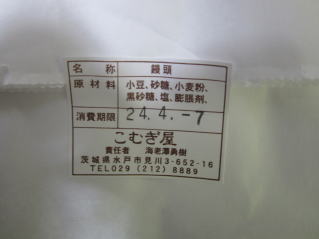 名称 饅頭
原材料 小豆、砂糖、小麦粉、
黒砂糖、塩、膨脹剤、
消費期限 24.4.-7
こむぎ屋
責任者 海老澤勇樹
茨城県水戸市見川3-652-16
TEL029(212)8889